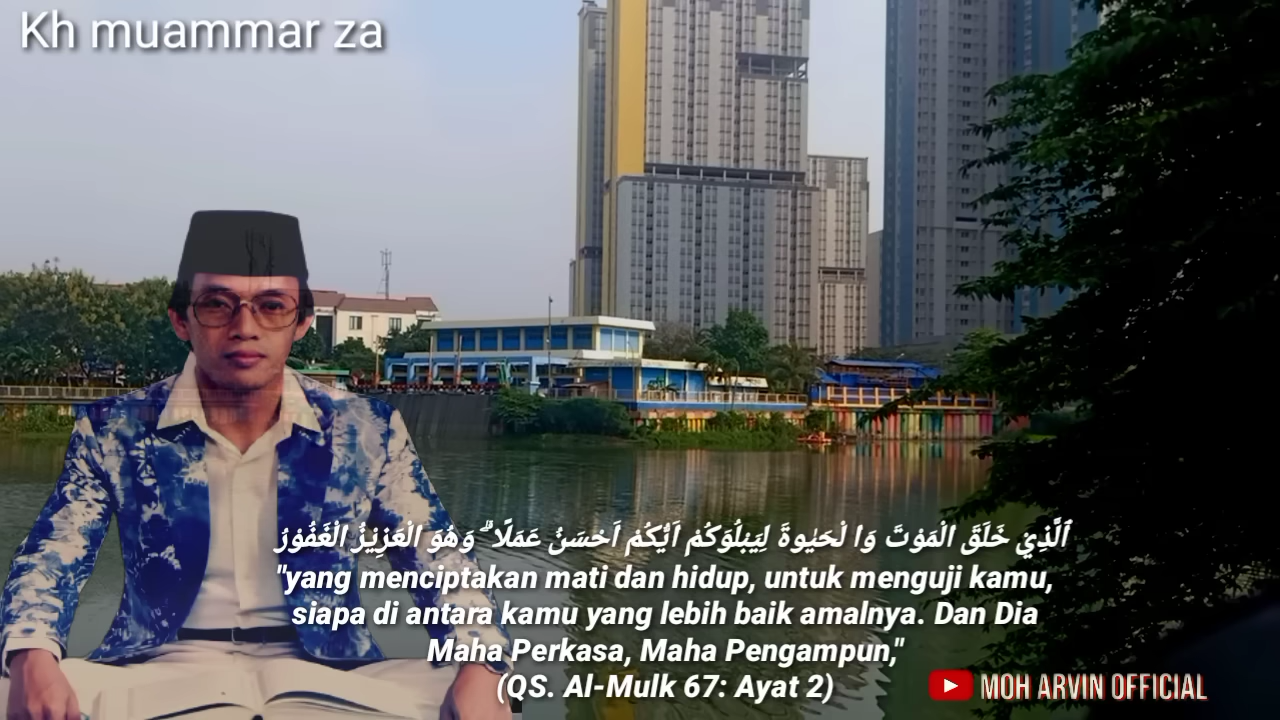 Kh muammar za
ٱلَّذِيْ خَلَقَ الْمَوْتَ وَا لْحَيٰوةَ لِيَبْلُوَكُمْ اَيُّكُمْ اَحْسَنُ عَمَلًا ۗ وَهُوَ الْعَزِيْزُ الْغَفُوْرُ
"yang menciptakan mati dan hidup, untuk menguji kamu,
siapa di antara kamu yang lebih baik amalnya. Dan Dia
Maha Perkasa, Maha Pengampun,"
(QS. Al-Mulk 67: Ayat 2)
MOH ARVIN OFFICIAL